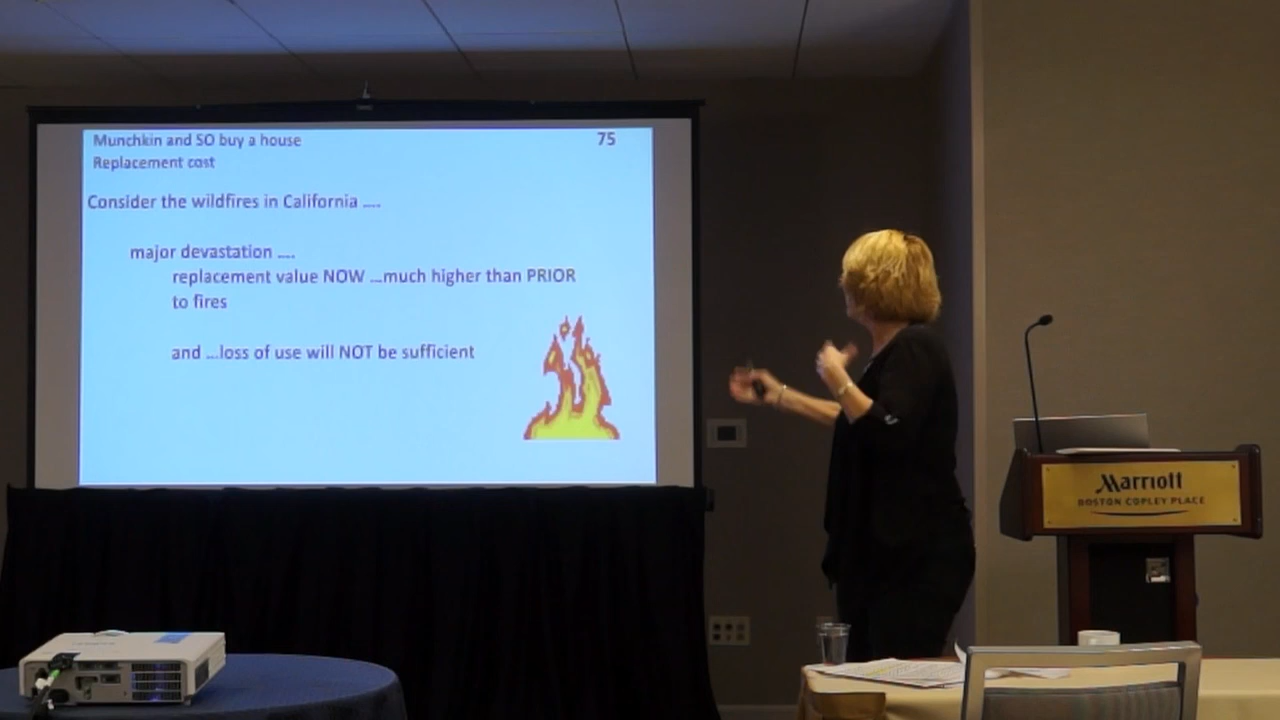 Munchkin and SO buy a house
75
Replacement cost
Consider the wildfires in California ....
major devastation ....
replacement value NOW ...much higher than PRIOR
to fires
and ...loss of use will NOT be sufficient
Marriott
BOSTON COPLEY PLACE